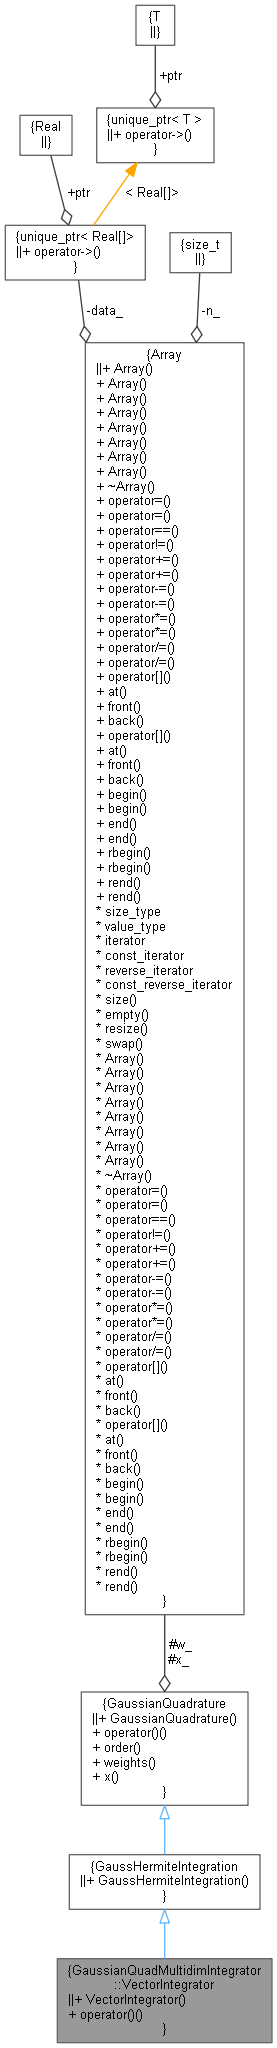 {T
||}
+ptr
{Real
||}
{unique_ptr< T >
||+ operator->()
}
+ptr
< Real[]>
{unique_ptr< Real[]>
||+ operator->()
}
{size_t
||}
-data_
-n_
{Array
||+ Array()
+ Array()
+ Array()
+ Array()
+ Array()
+ Array()
+ Array()
+ Array()
+ ~Array()
+ operator=()
+ operator=()
+ operator==()
+ operator!=()
+ operator+=()
+ operator+=()
+ operator-=()
+ operator-=()
+ operator*=()
+ operator*=()
+ operator/=()
+ operator/=()
+ operator[]()
+ at()
+ front()
+ back()
+ operator[]()
+ at()
+ front()
+ back()
+ begin()
+ begin()
+ end()
+ end()
+ rbegin()
+ rbegin()
+ rend()
+ rend()
* size_type
* value_type
* iterator
* const_iterator
* reverse_iterator
* const_reverse_iterator
* size()
* empty()
* resize()
* swap()
* Array()
* Array()
* Array()
* Array()
* Array()
* Array()
* Array()
* Array()
* ~Array()
* operator=()
* operator=()
* operator==()
* operator!=()
* operator+=()
* operator+=()
* operator-=()
* operator-=()
* operator*=()
* operator*=()
* operator/=()
* operator/=()
* operator[]()
* at()
* front()
* back()
* operator[]()
* at()
* front()
* back()
* begin()
* begin()
* end()
* end()
* rbegin()
* rbegin()
* rend()
* rend()
}
#w_
#x_
{GaussianQuadrature
||+ GaussianQuadrature()
+ operator()()
+ order()
+ weights()
+ x()
}
{GaussHermiteIntegration
||+ GaussHermiteIntegration()
}
{GaussianQuadMultidimIntegrator
::VectorIntegrator
||+ VectorIntegrator()
+ operator()()
}